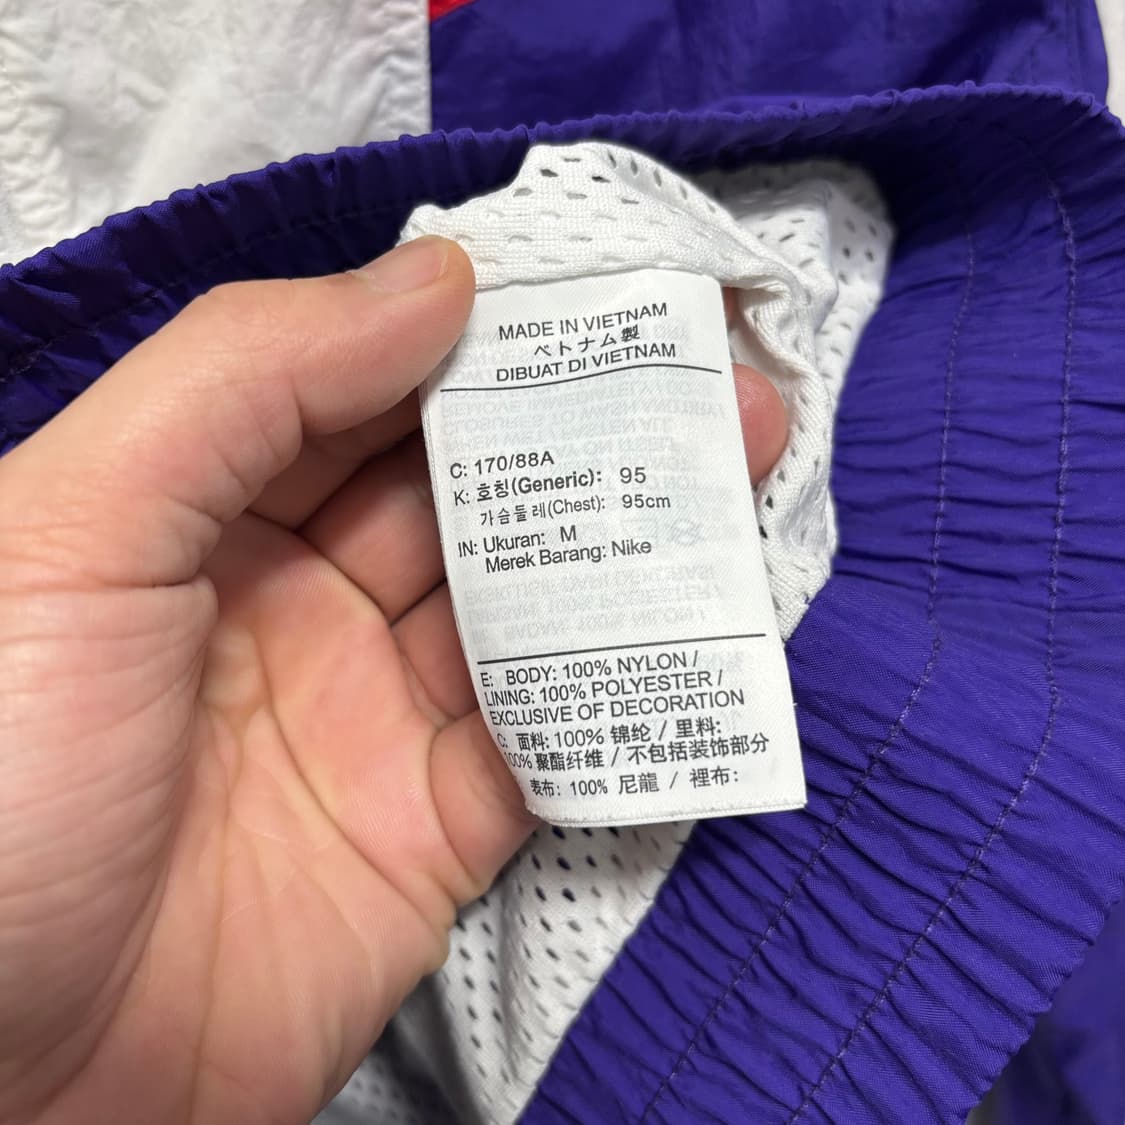 MADE IN VIETNAM
ベトナム製
DIBUAT DI VIETNAM
C: 170/88A
K: 호칭(Generic): 95
가슴둘레(Chest): 95cm
IN: Ukuran: M
Merek Barang: Nike
E: BODY: 100% NYLON /
LINING: 100% POLYESTER /
EXCLUSIVE OF DECORATION
C: 面料: 100% 锦纶 / 里料:
100% 聚酯纤维 / 不包括装饰部分
表布: 100% 尼龍 / 裡布: